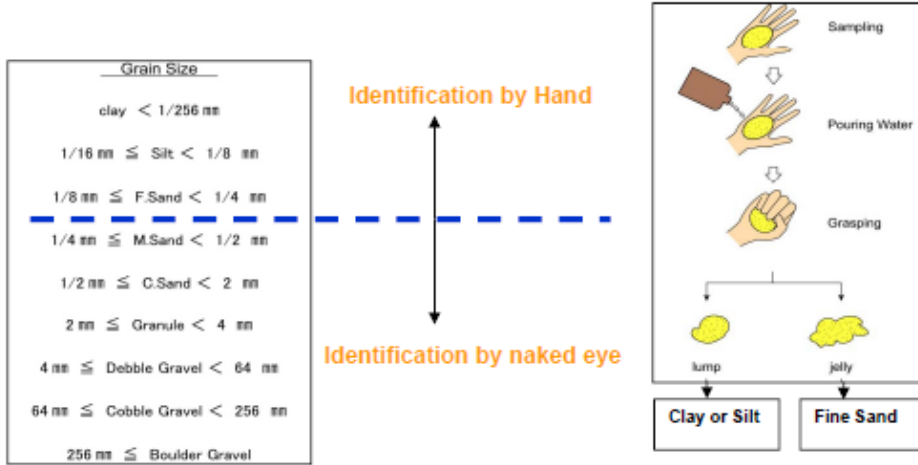 Grain Size
clay < 1/256 mm
1/16 mm ≦ Silt < 1/8 mm
1/8 mm ≦ F.Sand < 1/4 mm
1/4 mm ≦ M.Sand < 1/2 mm
1/2 mm ≦ C.Sand < 2 mm
2 mm ≦ Granule < 4 mm
4 mm ≦ Debble Gravel < 64 mm
64 mm ≦ Cobble Gravel < 256 mm
256 mm ≦ Boulder Gravel
Identification by Hand
Identification by naked eye
Sampling
Pouring Water
Grasping
lump
jelly
Clay or Silt
Fine Sand